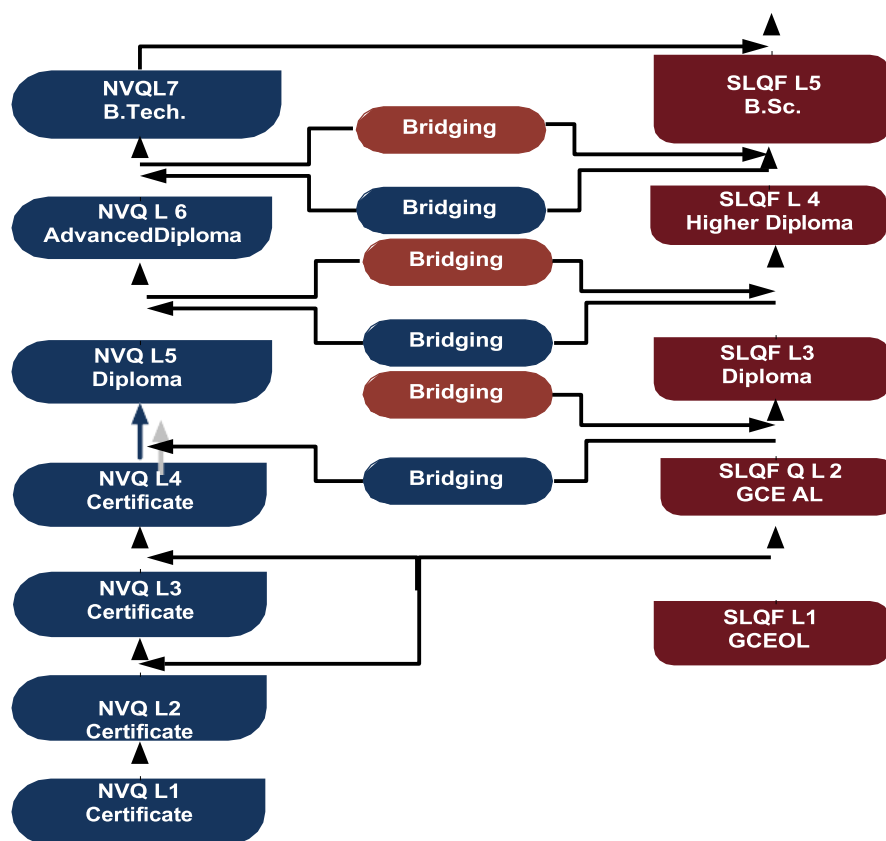 NVQL7
B.Tech.
SLQF L5
B.Sc.
Bridging
Bridging
NVQ L 6
AdvancedDiploma
SLQF L 4
Higher Diploma
Bridging
Bridging
NVQ L5
Diploma
SLQF L3
Diploma
Bridging
Bridging
NVQ L4
Certificate
SLQF Q L 2
GCE AL
NVQ L3
Certificate
SLQF L1
GCEOL
NVQ L2
Certificate
NVQ L1
Certificate